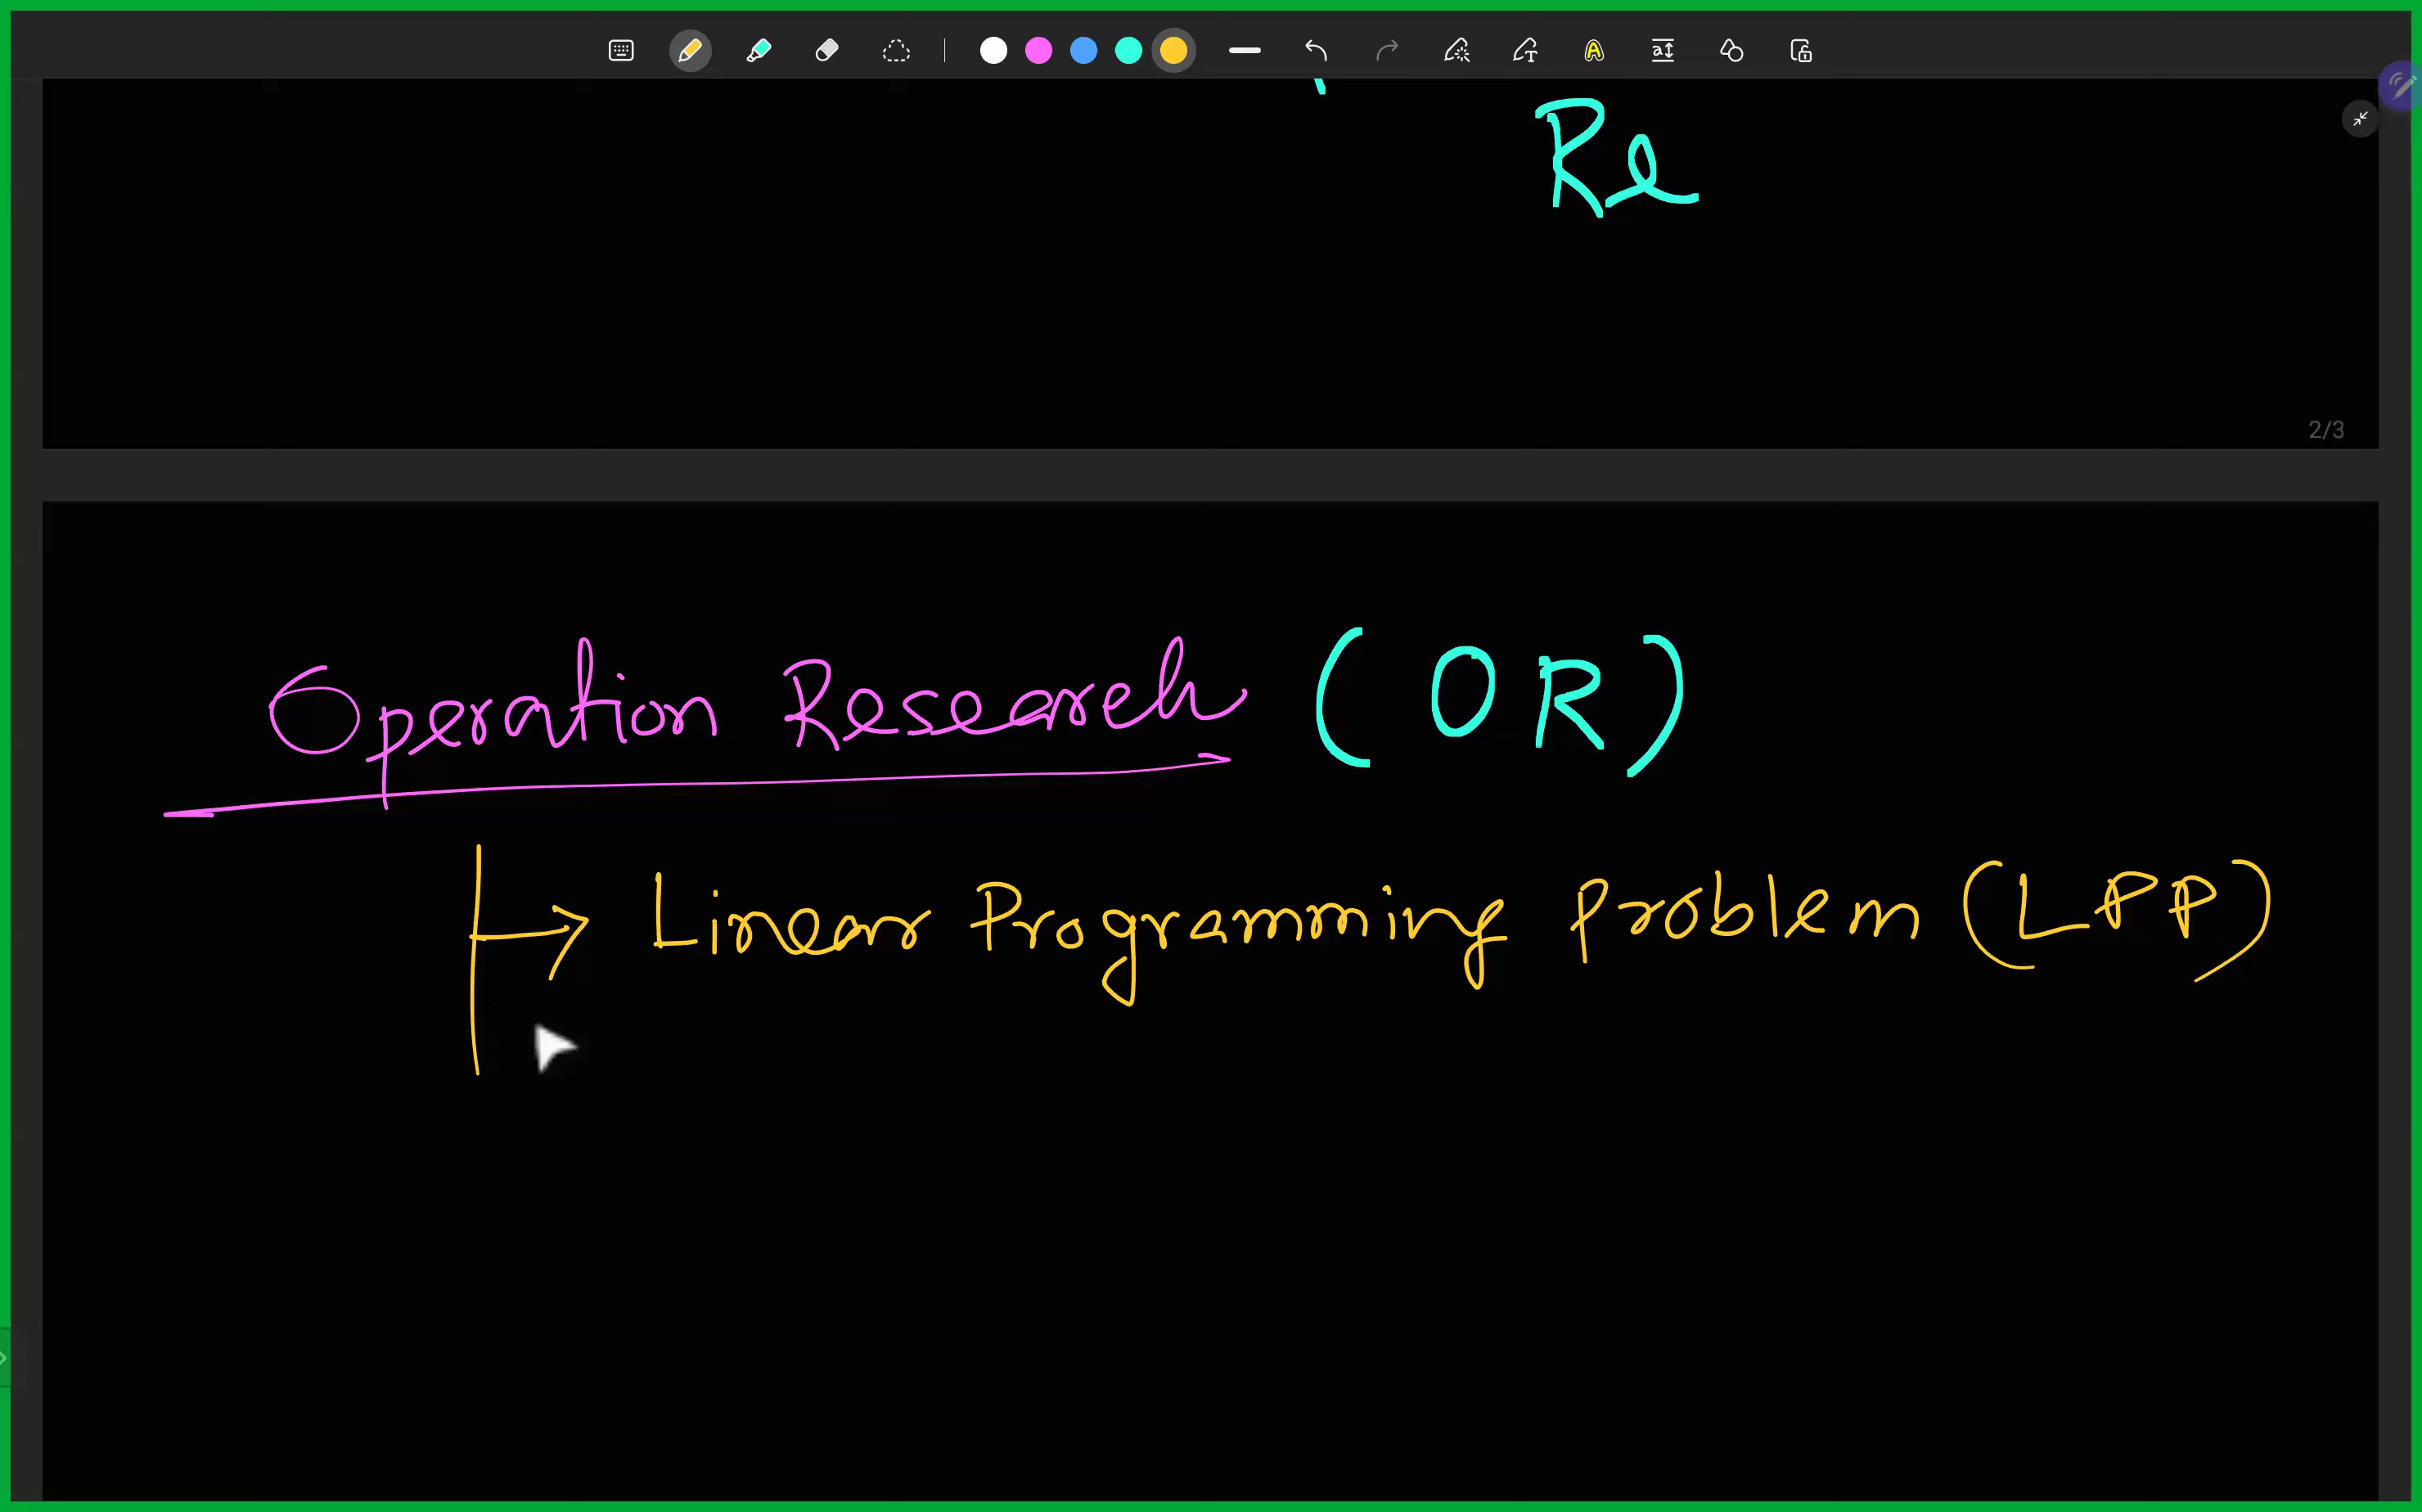 Re
2/3
Operation Research (OR)
Linear Programming Problem (LPP)